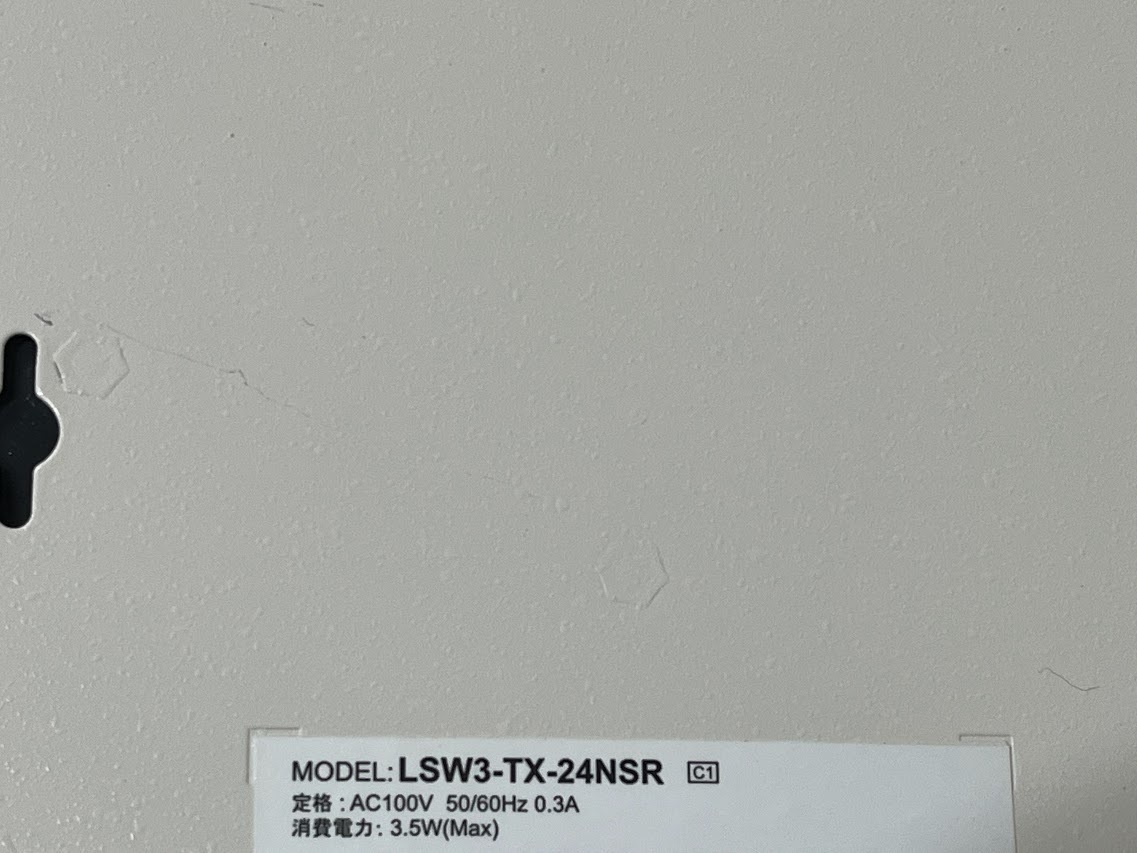 MODEL: LSW3-TX-24NSR C1
定格 : AC100V 50/60Hz 0.3A
消費電力: 3.5W(Max)